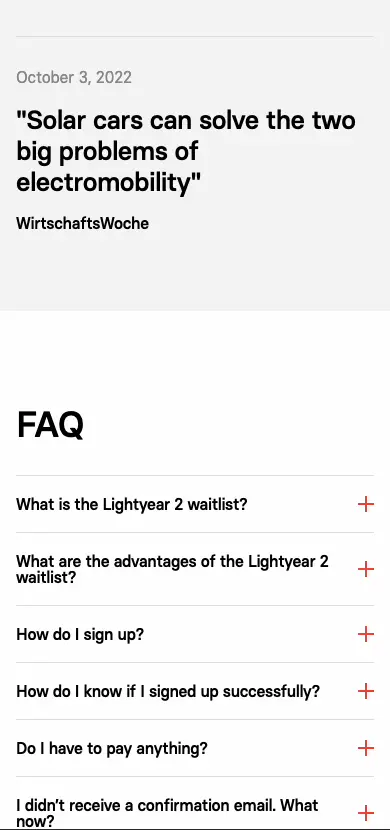 October 3, 2022
"Solar cars can solve the two
big problems of
electromobility"
WirtschaftsWoche
FAQ
What is the Lightyear 2 waitlist?
What are the advantages of the Lightyear 2
waitlist?
How do I sign up?
How do I know if I signed up successfully?
Do I have to pay anything?
I didn’t receive a confirmation email. What
now?